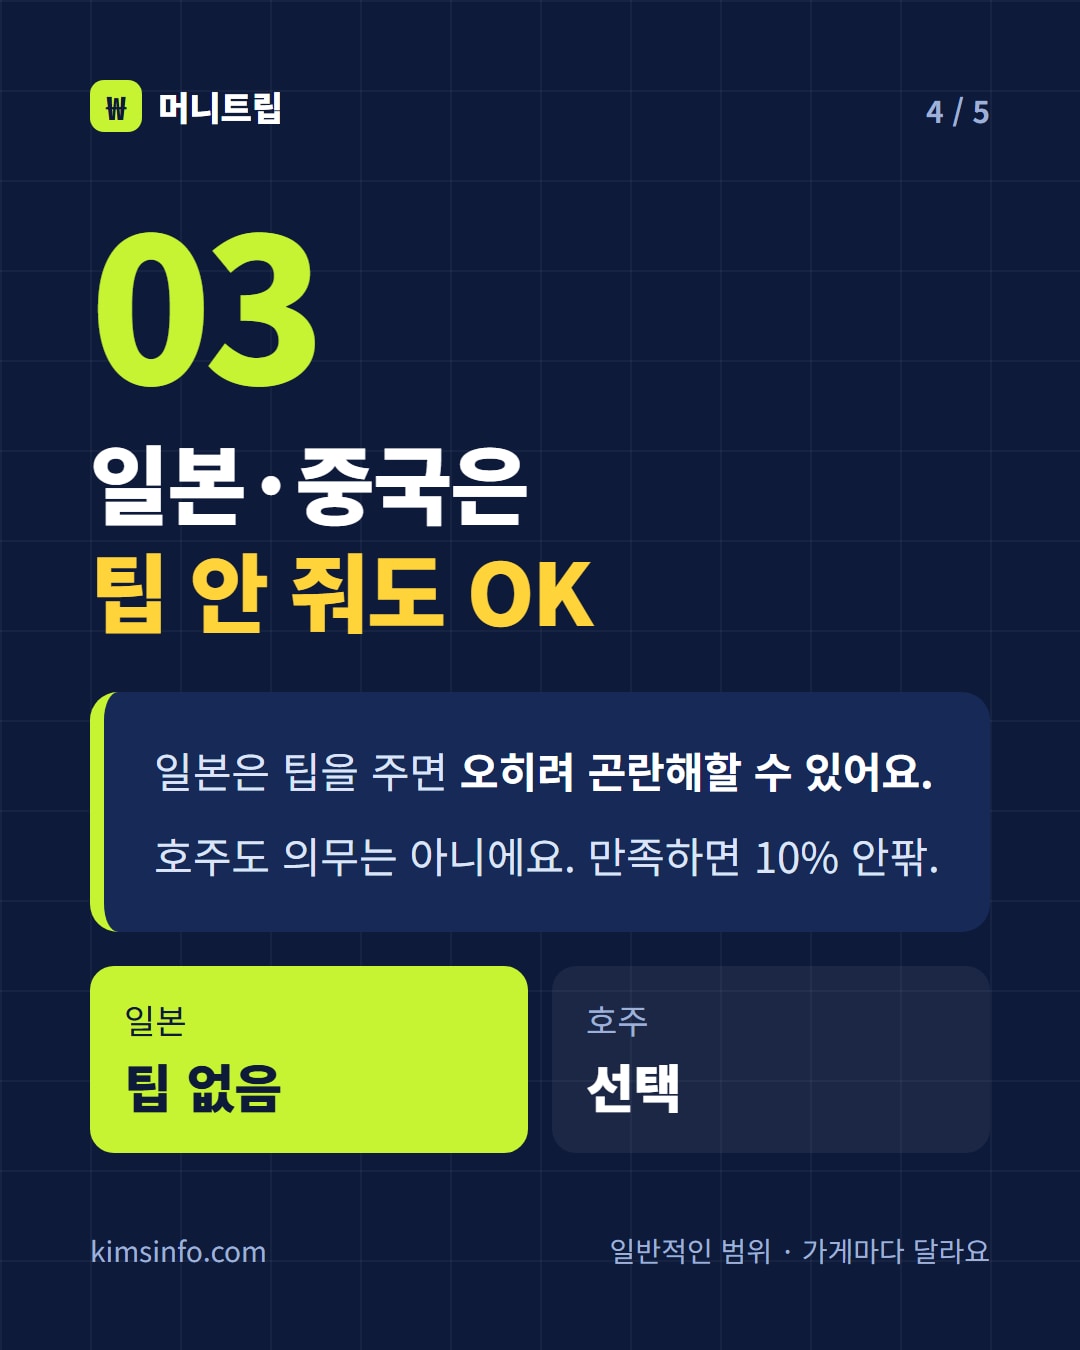 ₩ 머니트립
4 / 5
03
일본·중국은
팁 안 줘도 OK
일본은 팁을 주면 오히려 곤란해할 수 있어요.
호주도 의무는 아니에요. 만족하면 10% 안팎.
일본
팁 없음
호주
선택
kimsinfo.com
일반적인 범위 · 가게마다 달라요